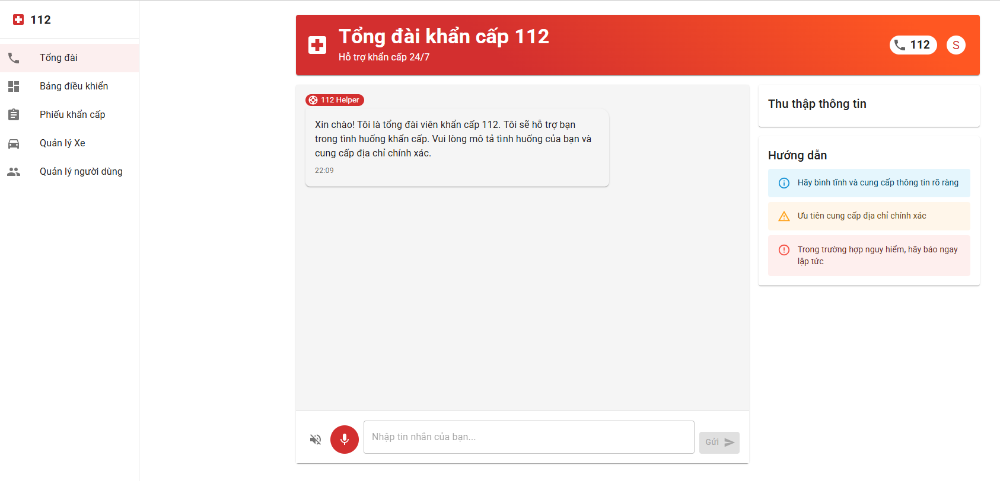 112
Tổng đài
Bảng điều khiển
Phiếu khẩn cấp
Quản lý Xe
Quản lý người dùng
Tổng đài khẩn cấp 112
Hỗ trợ khẩn cấp 24/7
112
S
112 Helper
Xin chào! Tôi là tổng đài viên khẩn cấp 112. Tôi sẽ hỗ trợ bạn
trong tình huống khẩn cấp. Vui lòng mô tả tình huống của bạn và
cung cấp địa chỉ chính xác.
22:09
Nhập tin nhắn của bạn...
Gửi
Thu thập thông tin
Hướng dẫn
Hãy bình tĩnh và cung cấp thông tin rõ ràng
Ưu tiên cung cấp địa chỉ chính xác
Trong trường hợp nguy hiểm, hãy báo ngay
lập tức